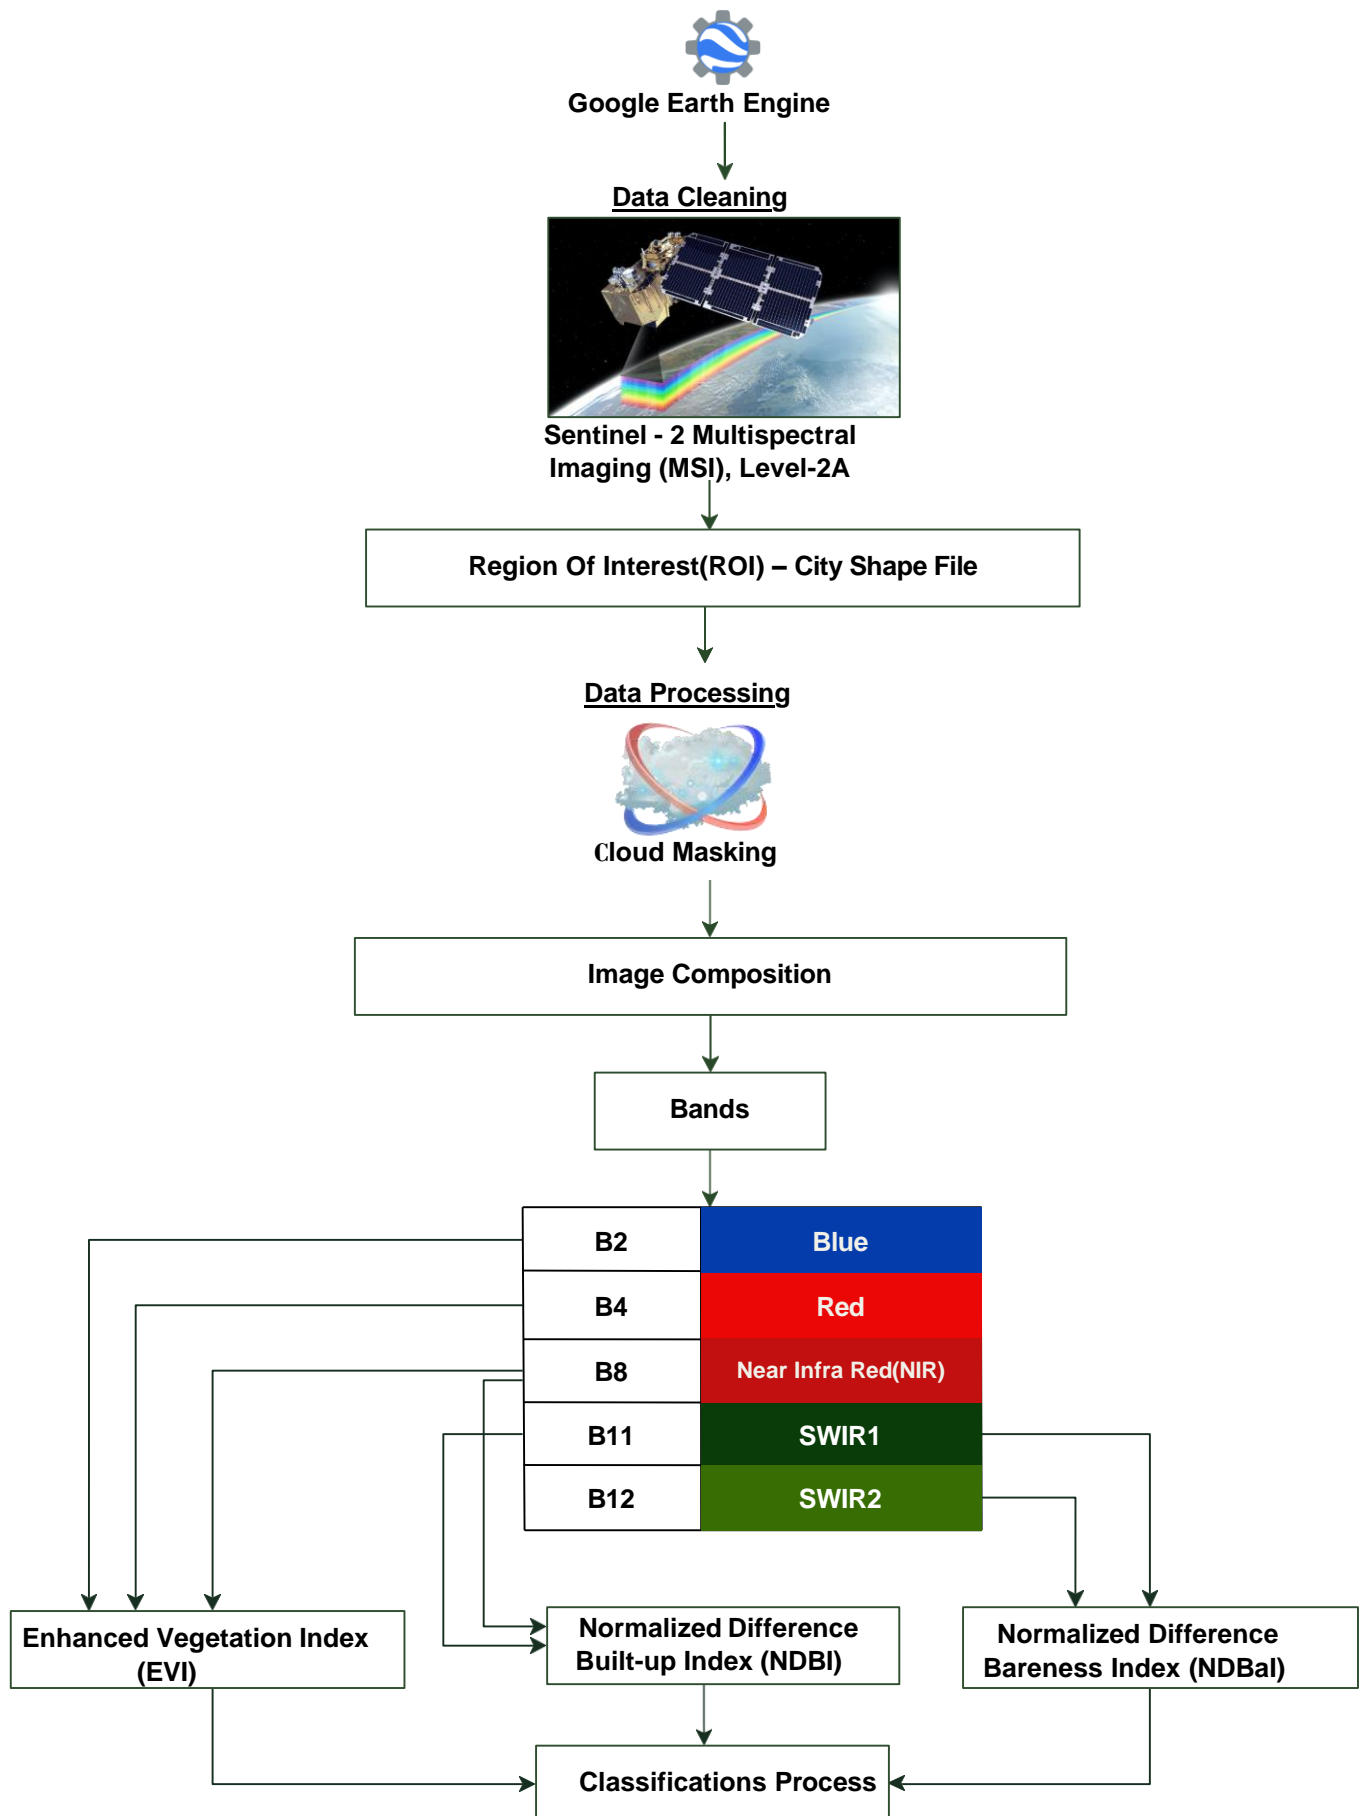 Google Earth Engine
Data Cleaning
Sentinel - 2 Multispectral
Imaging (MSI), Level-2A
Region Of Interest(ROI) – City Shape File
Data Processing
Cloud Masking
Image Composition
Bands
B2 Blue
B4 Red
B8 Near Infra Red(NIR)
B11 SWIR1
B12 SWIR2
Enhanced Vegetation Index
(EVI)
Normalized Difference
Built-up Index (NDBI)
Normalized Difference
Bareness Index (NDBaI)
Classifications Process